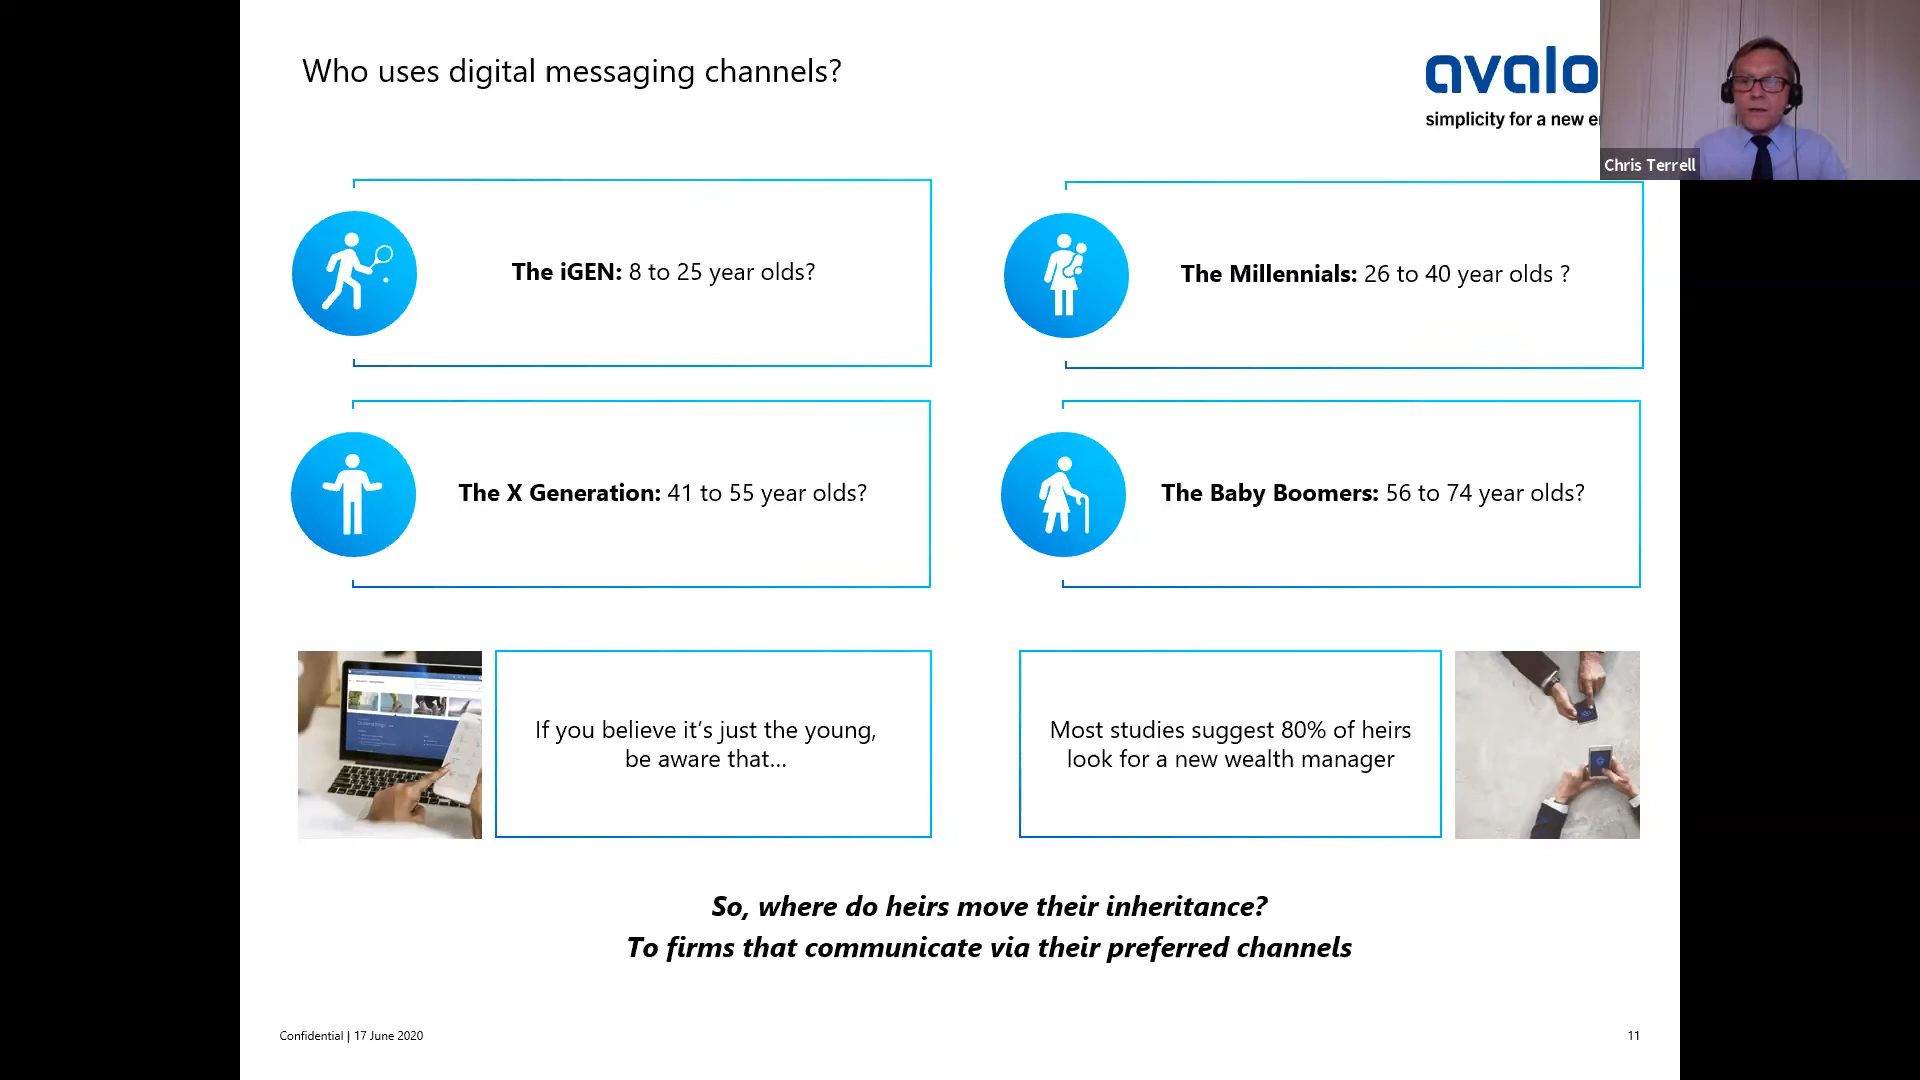 Who uses digital messaging channels?
avalo
simplicity for a new e
Chris Terrell
The iGEN: 8 to 25 year olds?
The Millennials: 26 to 40 year olds ?
The X Generation: 41 to 55 year olds?
The Baby Boomers: 56 to 74 year olds?
If you believe it’s just the young,
be aware that...
Most studies suggest 80% of heirs
look for a new wealth manager
So, where do heirs move their inheritance?
To firms that communicate via their preferred channels
Confidential | 17 June 2020
11